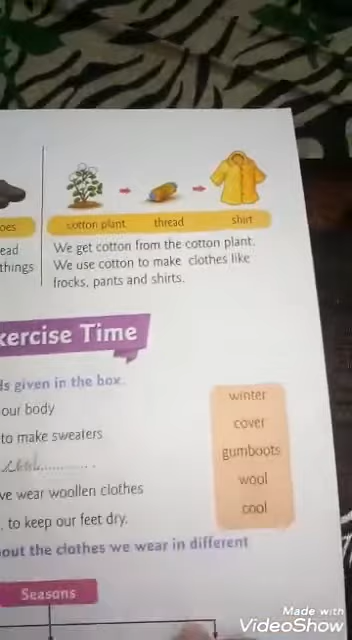 oes
cotton plant thread shirt
ead
We get cotton from the cotton plant.
things
We use cotton to make clothes like
frocks, pants and shirts.
xercise Time
ds given in the box.
our body
to make sweaters
ve wear woollen clothes
. to keep our feet dry.
winter
cover
gumboots
wool
cool
out the clothes we wear in different
Seasons
Made with
VideoShow